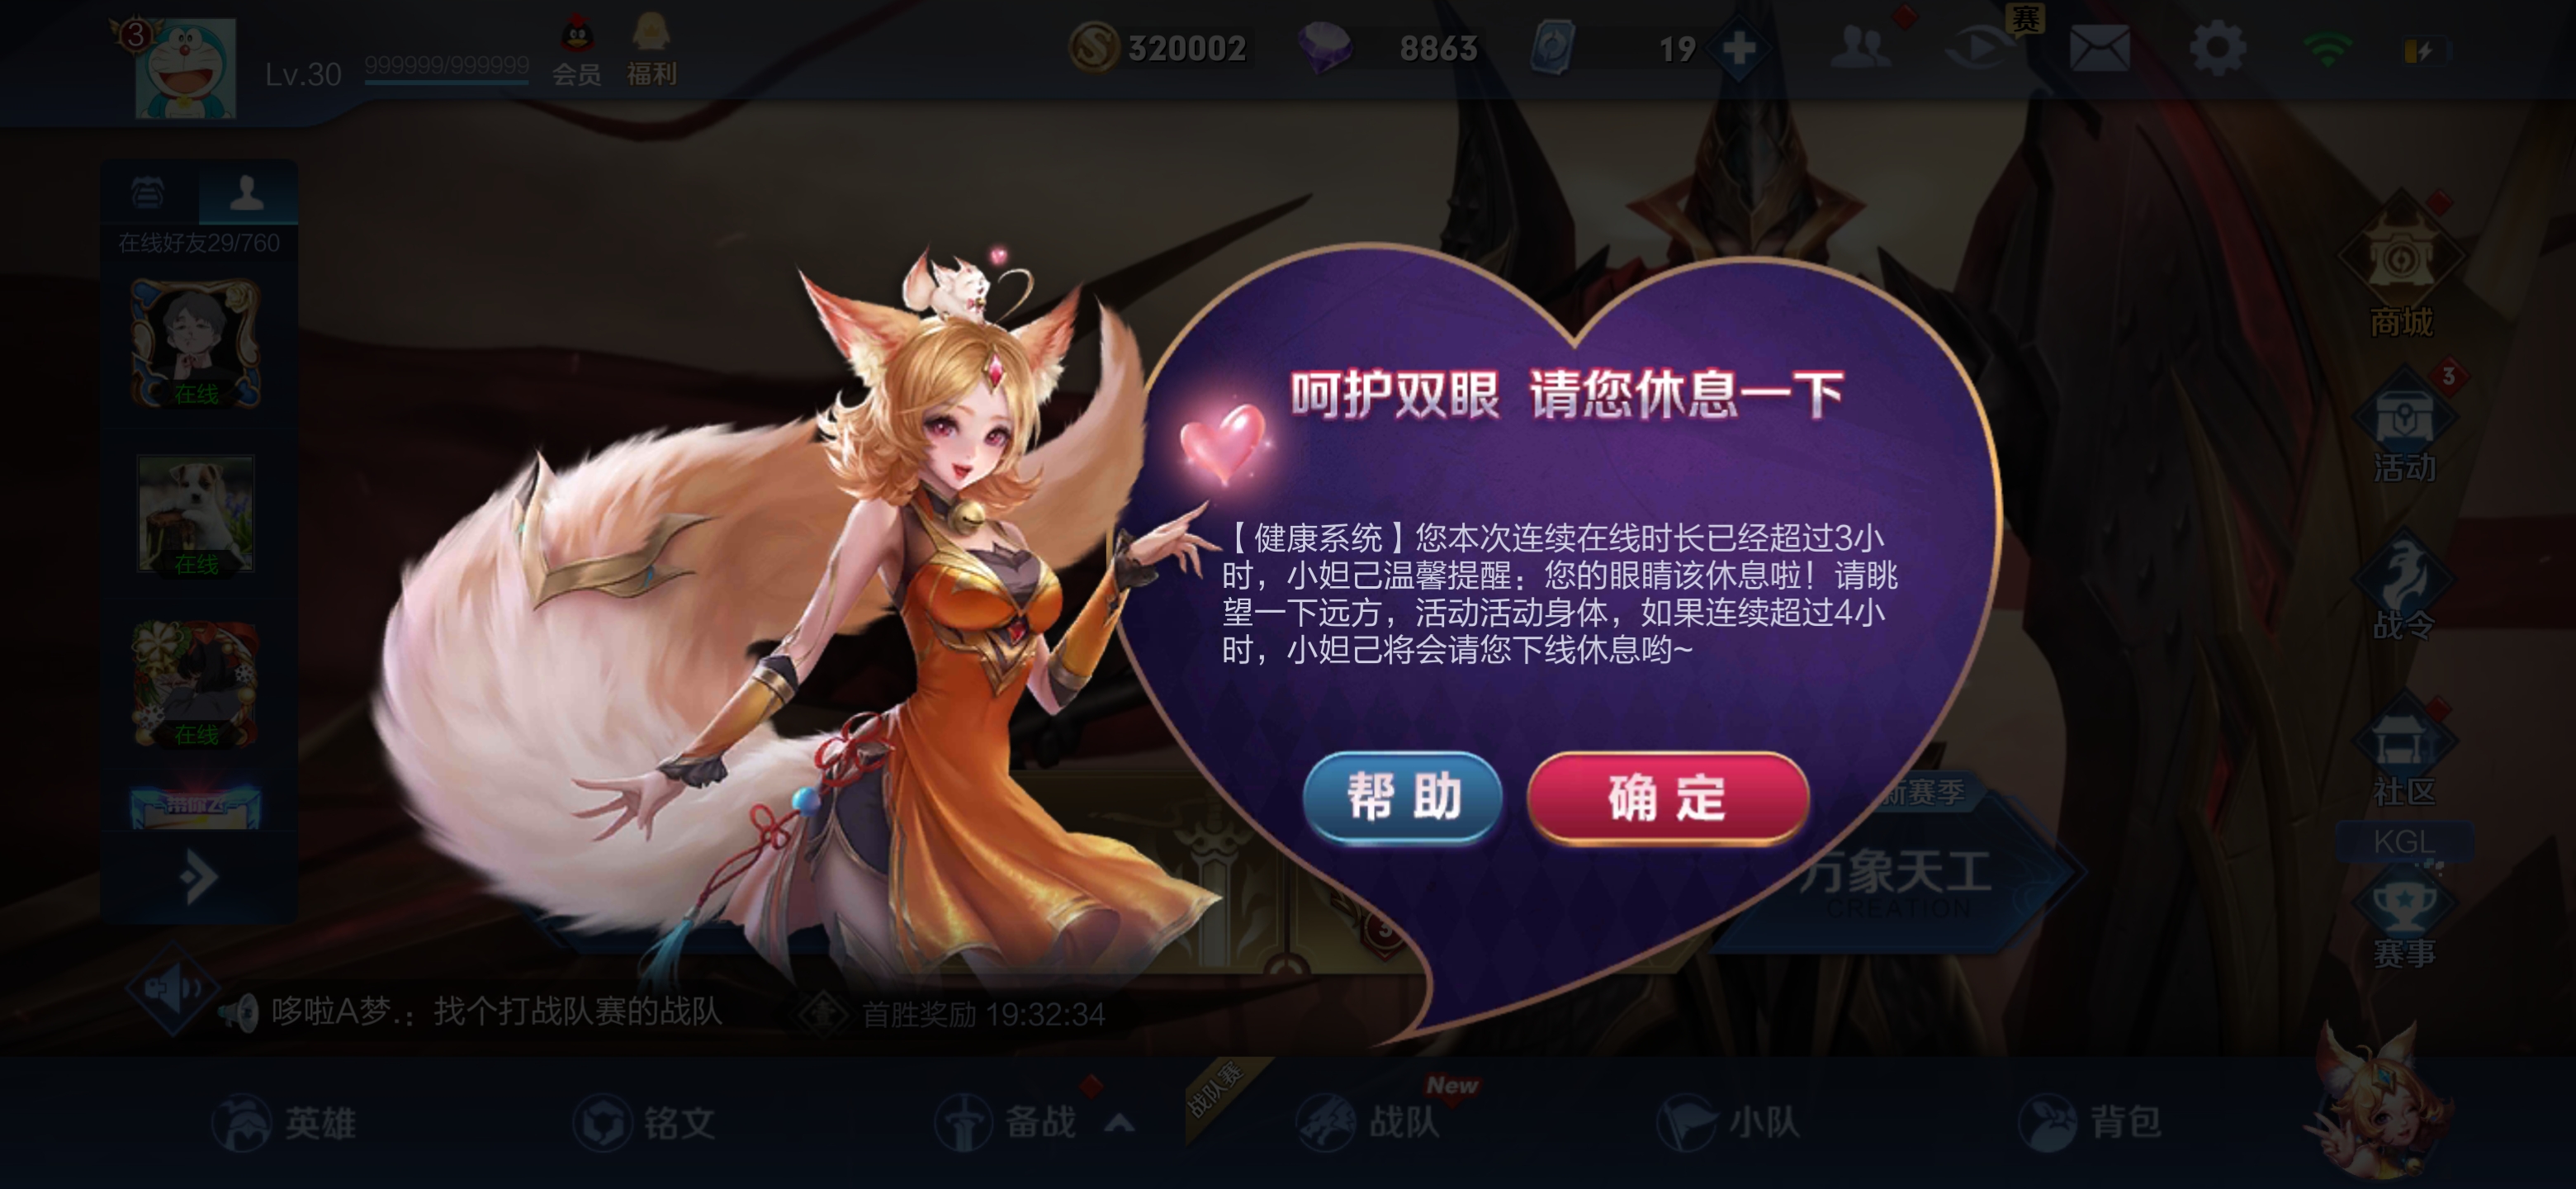 3
Lv.30
999999/999999
会员
福利
320002
8863
19
赛
在线好友29/760
在线
在线
在线
商城
3
活动
战令
社区
KGL
赛事
呵护双眼 请您休息一下
【健康系统】您本次连续在线时长已经超过3小
时，小妲己温馨提醒：您的眼睛该休息啦！请眺
望一下远方，活动活动身体，如果连续超过4小
时，小妲己将会请您下线休息哟~
帮助
确定
新赛季
万象天工
CREATION
3
哆啦A梦.：找个打战队赛的战队
首胜奖励 19:32:34
英雄
铭文
备战
战队赛
战队
New
小队
背包